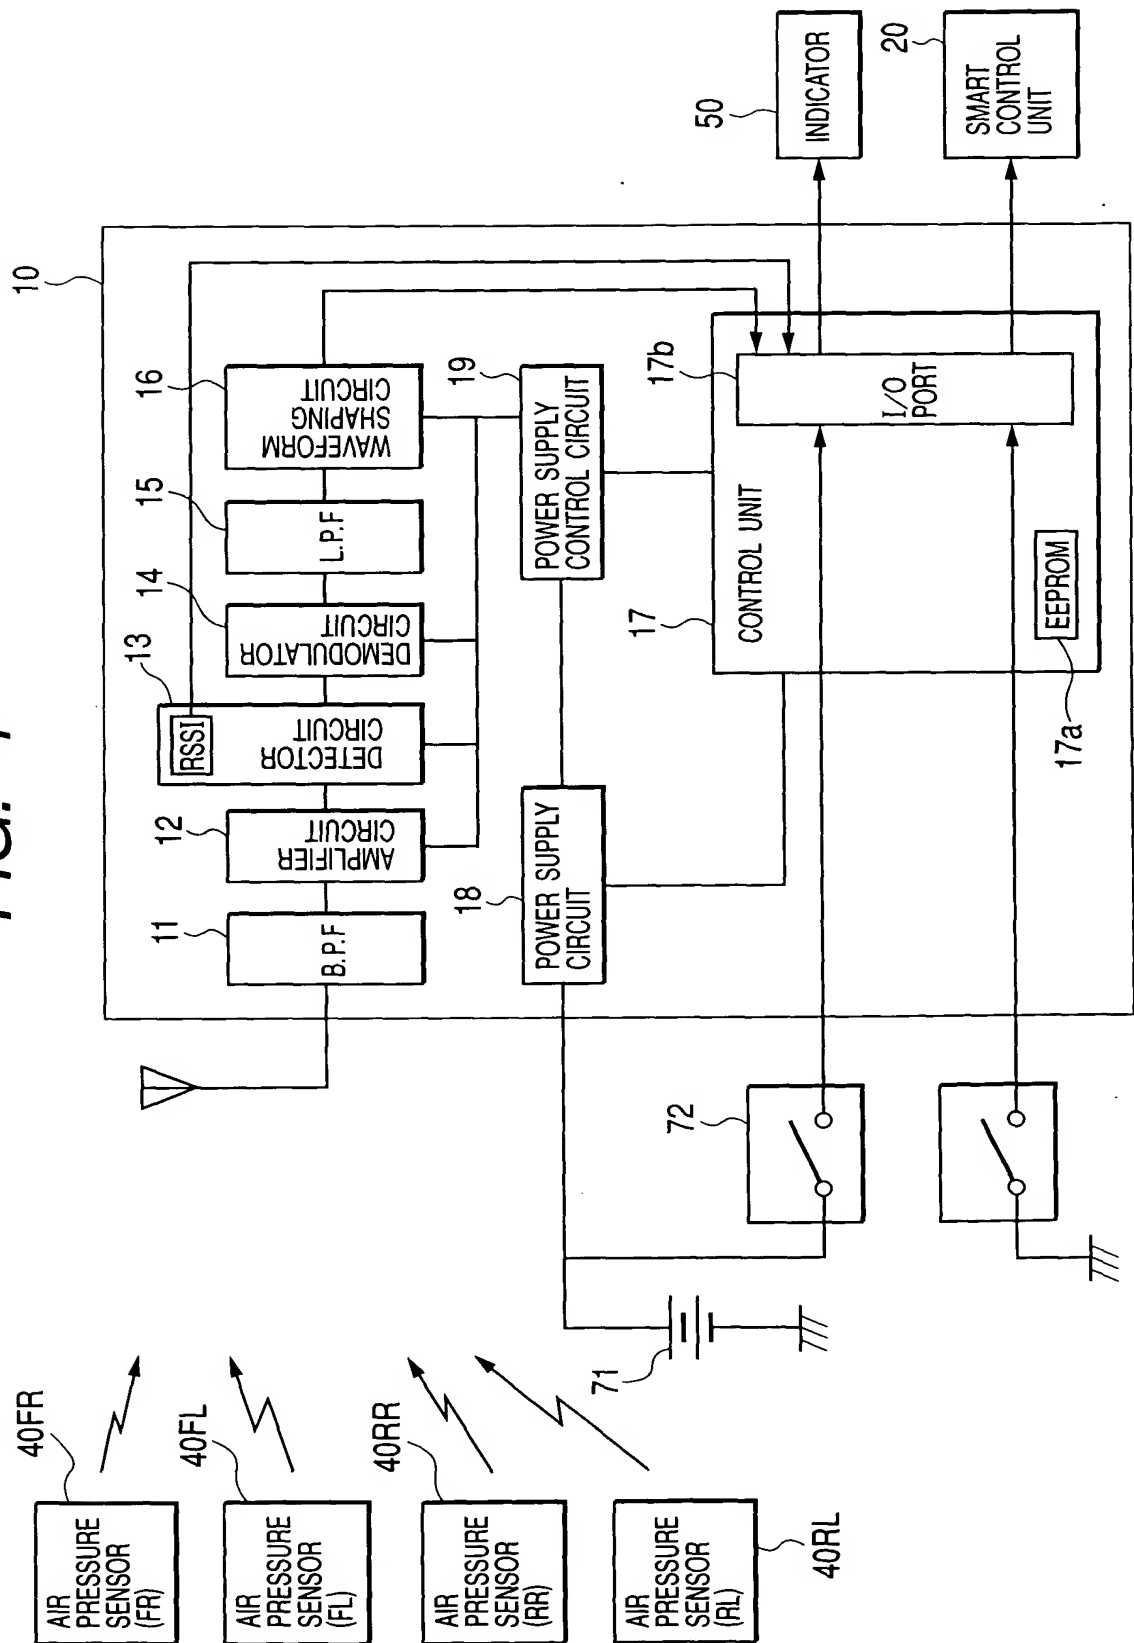 FIG.
10
40FR
AIR
PRESSURE
SENSOR
(FR)
40FL
AIR
PRESSURE
SENSOR
(FL)
40RR
AIR
PRESSURE
SENSOR
(RR)
AIR
PRESSURE
SENSOR
(RL)
40RL
11
B.P.F
12
AMPLIFIER
CIRCUIT
13
RSSI
DETECTOR
CIRCUIT
14
DEMODULATOR
CIRCUIT
15
L.P.F
16
WAVEFORM
SHAPING
CIRCUIT
18
POWER SUPPLY
CIRCUIT
19
POWER SUPPLY
CONTROL CIRCUIT
71
72
17
CONTROL UNIT
17b
I/O
PORT
EEPROM
17a
50
INDICATOR
20
SMART
CONTROL
UNIT